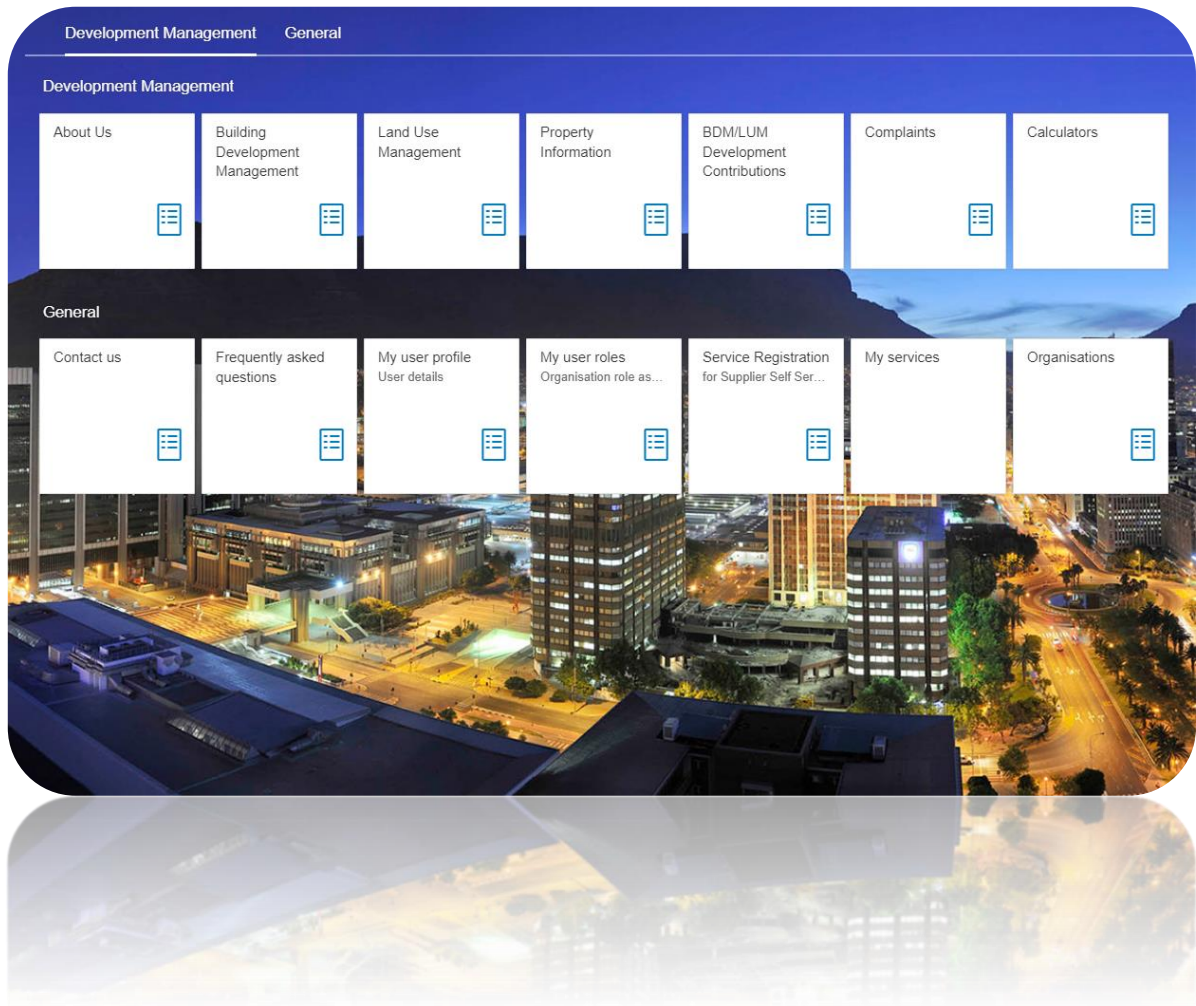 Development Management General
Development Management
About Us
Building
Development
Management
Land Use
Management
Property
Information
BDM/LUM
Development
Contributions
Complaints
Calculators
General
Contact us
Frequently asked
questions
My user profile
User details
My user roles
Organisation role as...
Service Registration
for Supplier Self Ser...
My services
Organisations